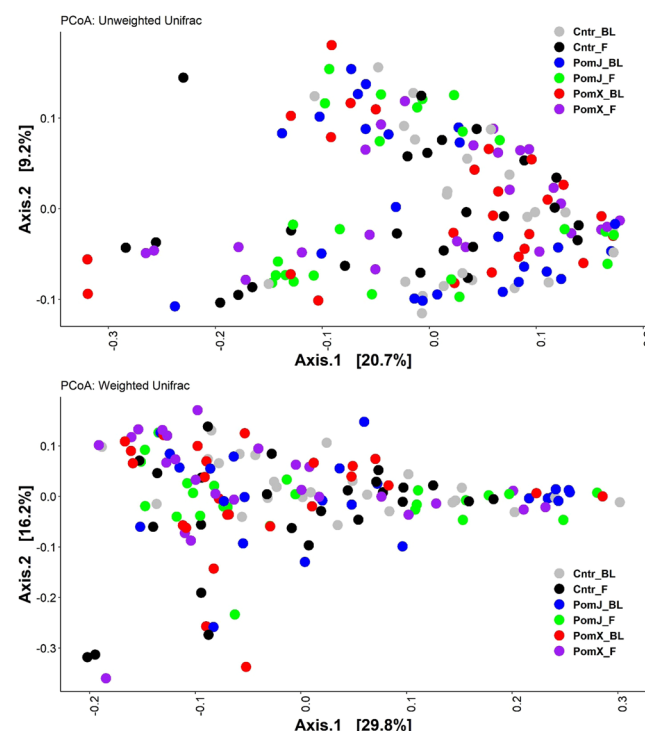 PCoA: Unweighted Unifrac
Cntr_BL
Cntr_F
PomJ_BL
PomJ_F
PomX_BL
PomX_F
Axis.2 [9.2%]
0.1
0.0
-0.1
-0.3
-0.2
-0.1
0.0
0.1
Axis.1 [20.7%]
PCoA: Weighted Unifrac
Axis.2 [16.2%]
0.1
0.0
-0.1
-0.2
-0.3
Cntr_BL
Cntr_F
PomJ_BL
PomJ_F
PomX_BL
PomX_F
-0.2
-0.1
0.0
0.1
0.2
0.3
Axis.1 [29.8%]